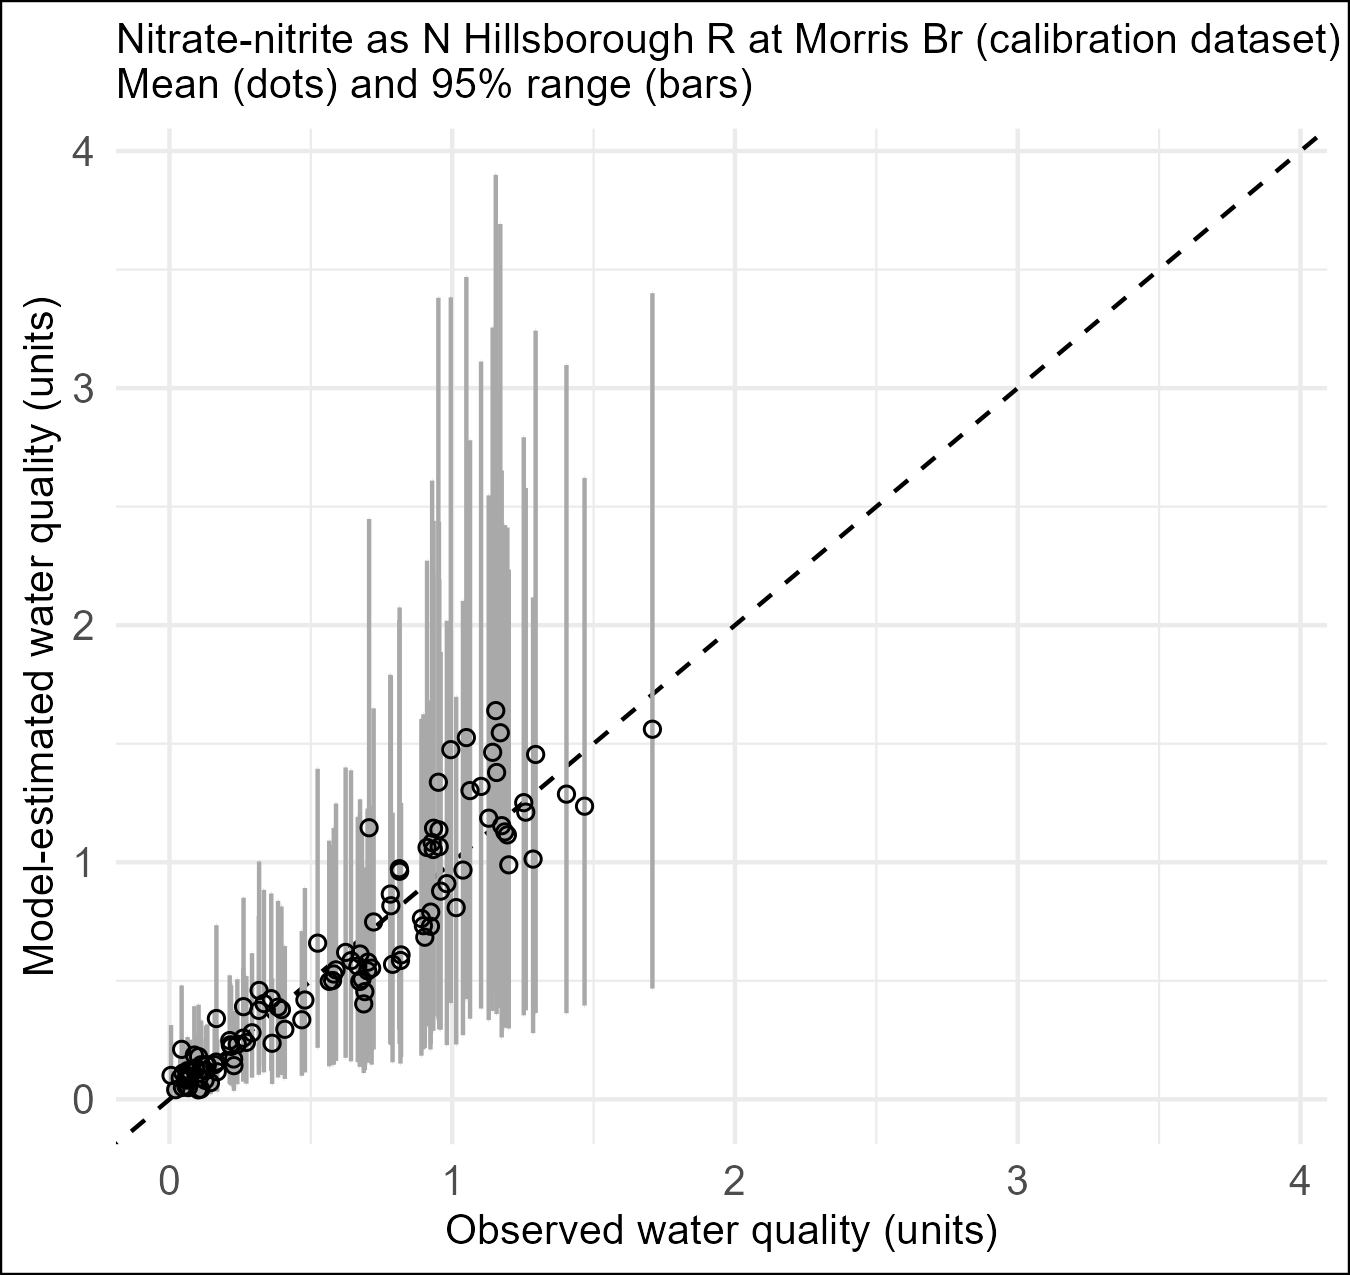 Nitrate-nitrite as N Hillsborough R at Morris Br (calibration dataset)
Mean (dots) and 95% range (bars)
Model-estimated water quality (units)
4
3
2
1
0
0 1 2 3 4
Observed water quality (units)